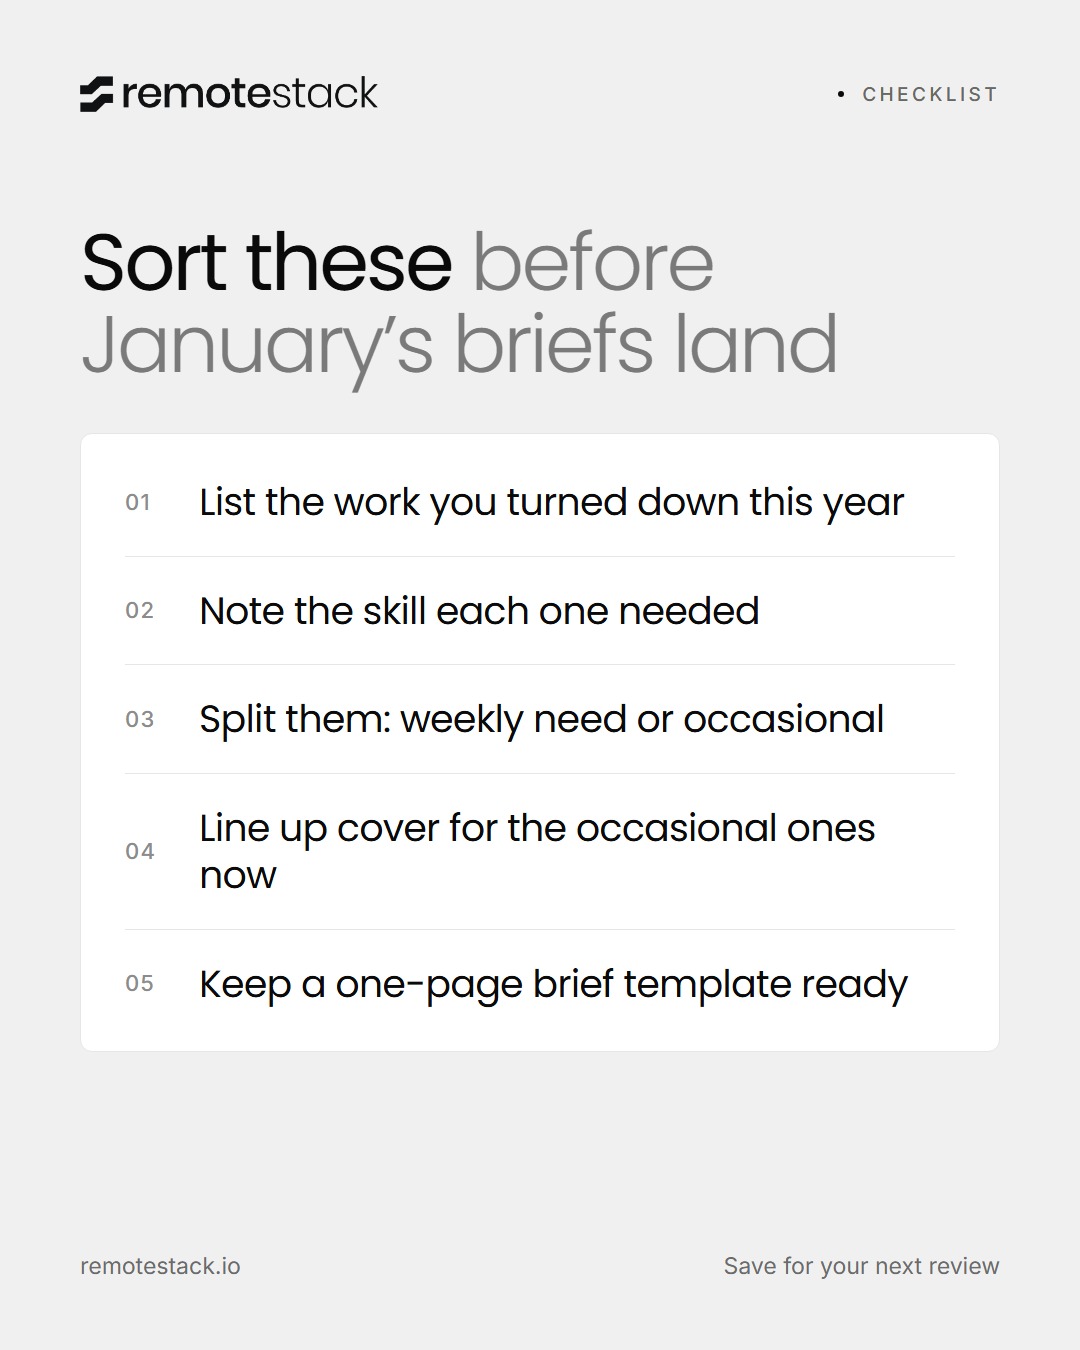 remotestack
• CHECKLIST
Sort these before
January’s briefs land
01 List the work you turned down this year
02 Note the skill each one needed
03 Split them: weekly need or occasional
04 Line up cover for the occasional ones
now
05 Keep a one-page brief template ready
remotestack.io
Save for your next review